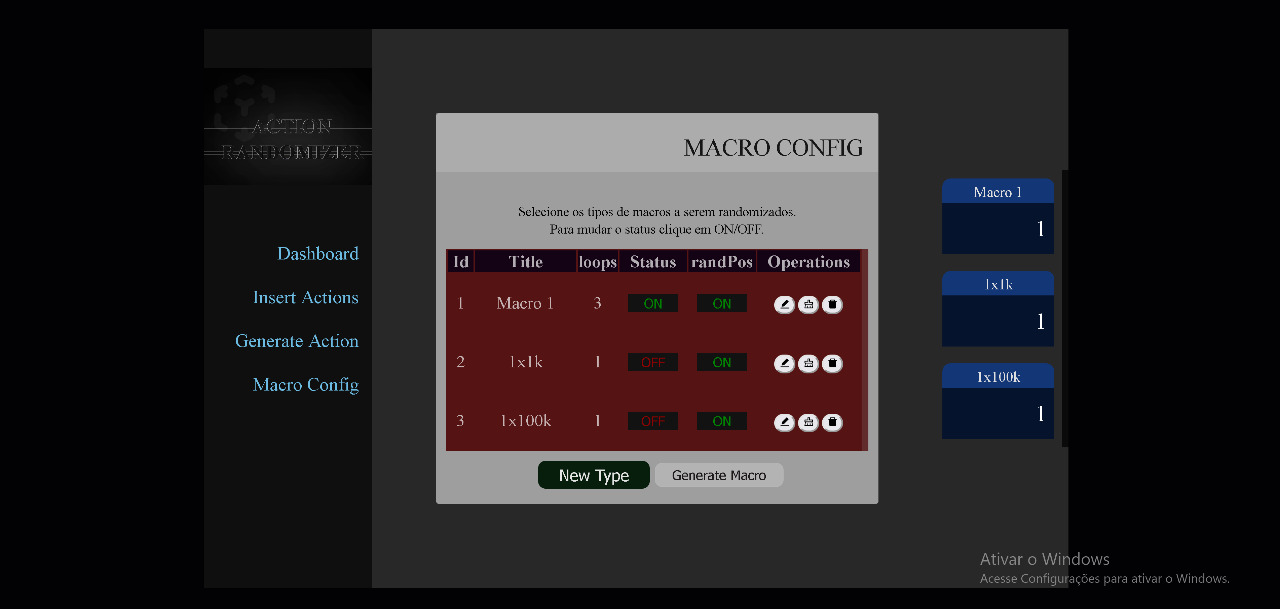 ACTION
RANDOMIZER
Dashboard
Insert Actions
Generate Action
Macro Config
MACRO CONFIG
Selecione os tipos de macros a serem randomizados.
Para mudar o status clique em ON/OFF.
Id Title loops Status randPos Operations
1 Macro 1 3 ON ON
2 1x1k 1 OFF ON
3 1x100k 1 OFF ON
New Type Generate Macro
Macro 1
1
1x1k
1
1x100k
1
Ativar o Windows
Acesse Configurações para ativar o Windows.